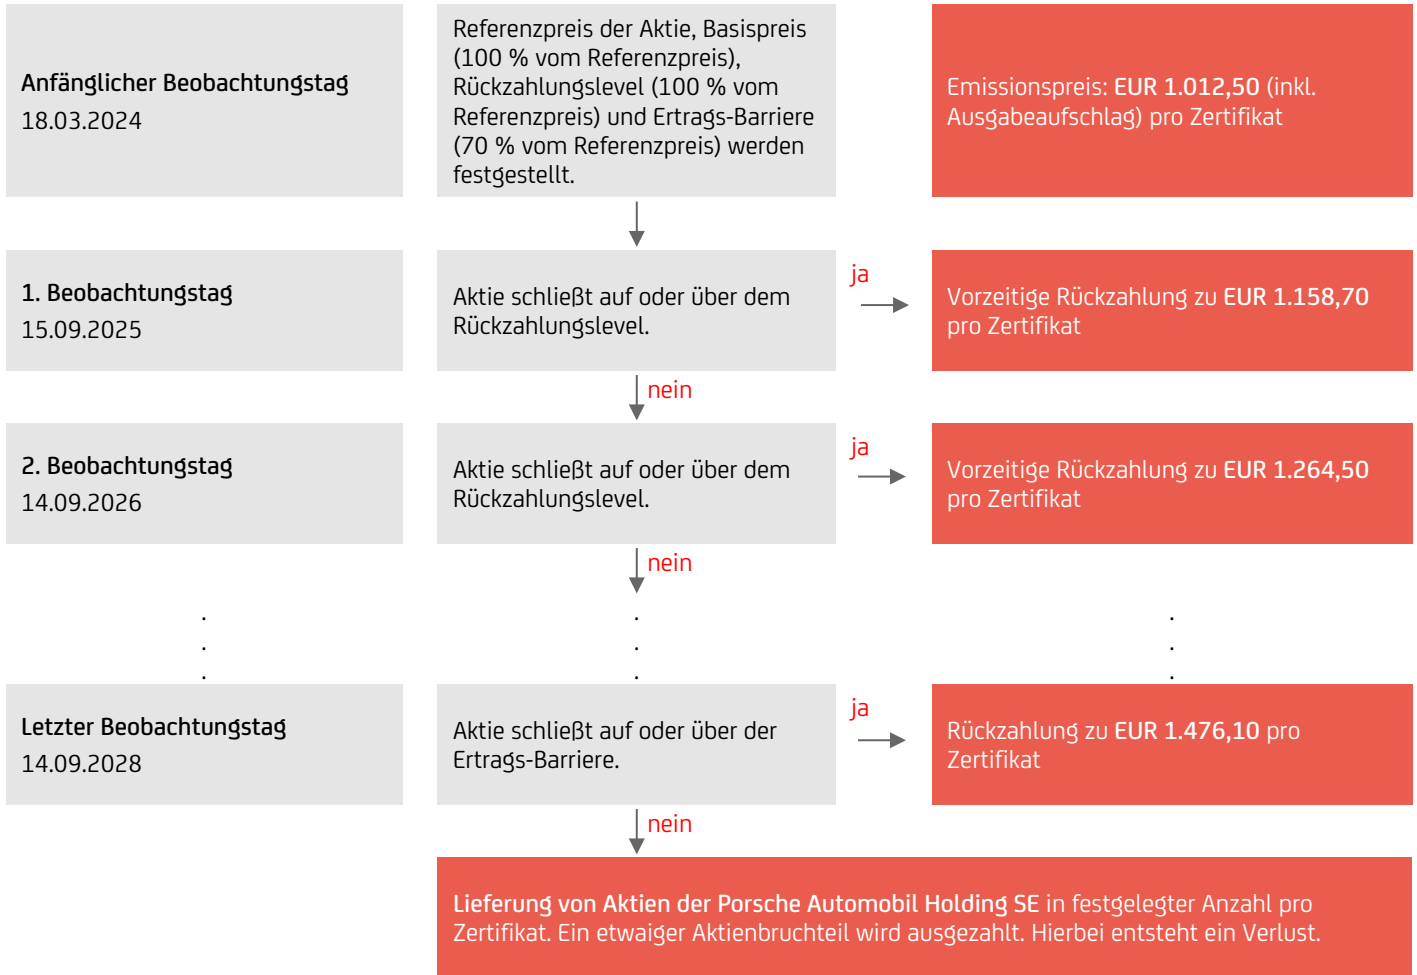 Anfänglicher Beobachtungstag
18.03.2024
Referenzpreis der Aktie, Basispreis
(100 % vom Referenzpreis),
Rückzahlungslevel (100 % vom
Referenzpreis) und Ertrags-Barriere
(70 % vom Referenzpreis) werden
festgestellt.
Emissionspreis: EUR 1.012,50 (inkl.
Ausgabeaufschlag) pro Zertifikat
1. Beobachtungstag
15.09.2025
Aktie schließt auf oder über dem
Rückzahlungslevel.
ja
Vorzeitige Rückzahlung zu EUR 1.158,70
pro Zertifikat
nein
2. Beobachtungstag
14.09.2026
Aktie schließt auf oder über dem
Rückzahlungslevel.
ja
Vorzeitige Rückzahlung zu EUR 1.264,50
pro Zertifikat
nein
. . .
. . .
. . .
Letzter Beobachtungstag
14.09.2028
Aktie schließt auf oder über der
Ertrags-Barriere.
ja
Rückzahlung zu EUR 1.476,10 pro
Zertifikat
nein
Lieferung von Aktien der Porsche Automobil Holding SE in festgelegter Anzahl pro
Zertifikat. Ein etwaiger Aktienbruchteil wird ausgezahlt. Hierbei entsteht ein Verlust.